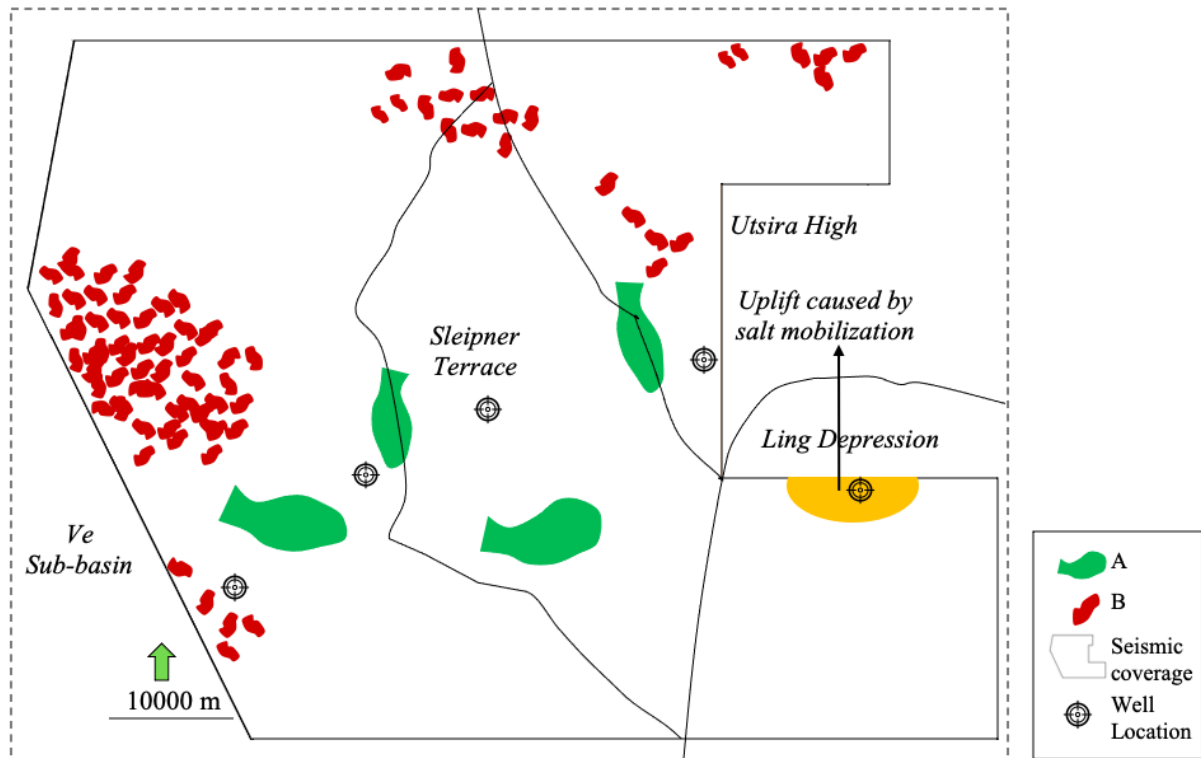 Utsira High
Uplift caused by
salt mobilization
Sleipner
Terrace
Ling Depression
Ve
Sub-basin
10000 m
A
B
Seismic
coverage
Well
Location